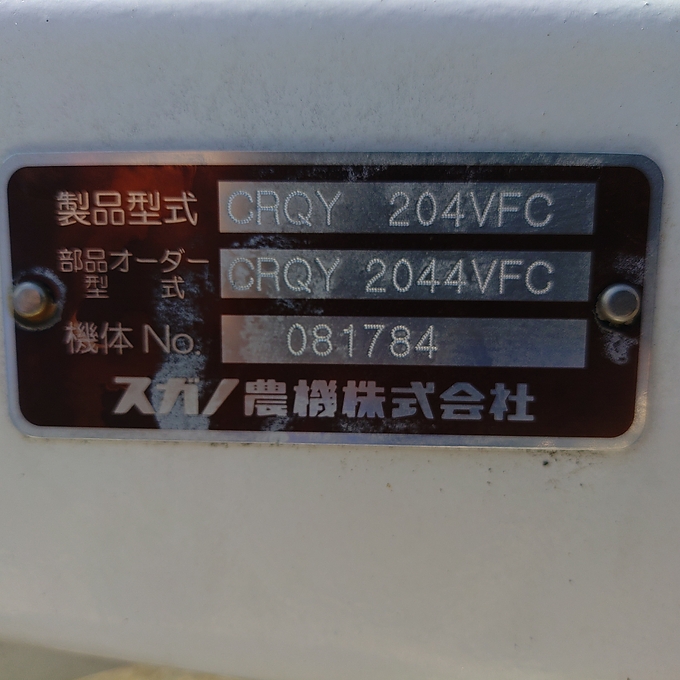 製品型式 CRQY 204VFC
部品オーダー
型 式 CRQY 2044VFC
機体No. 081784
スガノ農機株式会社